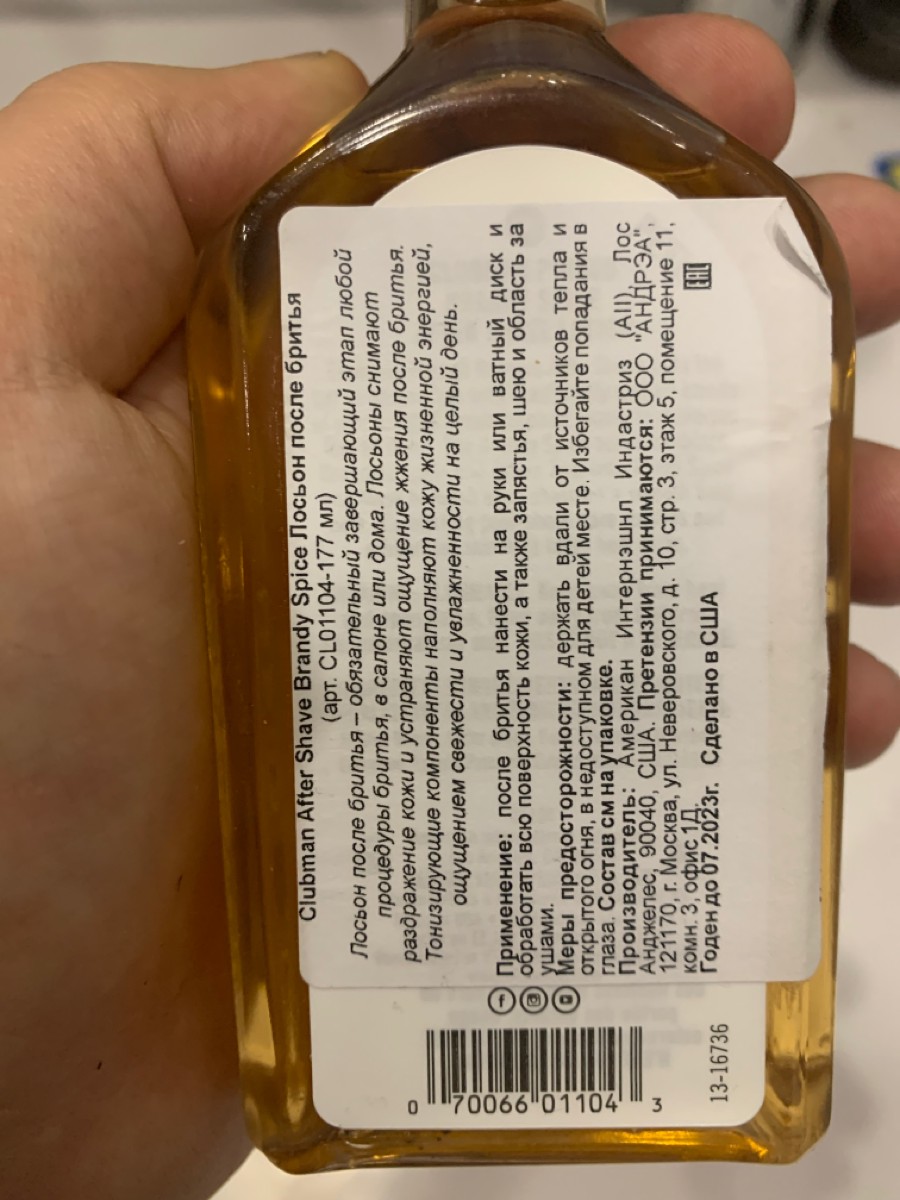 Clubman After Shave Brandy Spice Лосьон после бритья
(арт. CL01104-177 мл)
Лосьон после бритья – обязательный завершающий этап любой
процедуры бритья, в салоне или дома. Лосьоны снимают
раздражение кожи и устраняют ощущение жжения после бритья.
Тонизирующие компоненты наполняют кожу жизненной энергией,
ощущением свежести и увлажненности на целый день.
Применение: после бритья нанести на руки или ватный диск и
обработать всю поверхность кожи, а также запястья, шею и область за
ушами.
Меры предосторожности: держать вдали от источников тепла и
открытого огня, в недоступном для детей месте. Избегайте попадания в
глаза. Состав см на упаковке.
Производитель: Американ Интернэшнл Индастриз (AII), Лос
Анджелес, 90040, США. Претензии принимаются: ООО "АНДРЭА",
121170, г. Москва, ул. Неверовского, д. 10, стр. 3, этаж 5, помещение 11,
комн. 3, офис 1Д.
Годен до 07.2023г. Сделано в США
EAC
0 70066 01104 3
13-16736